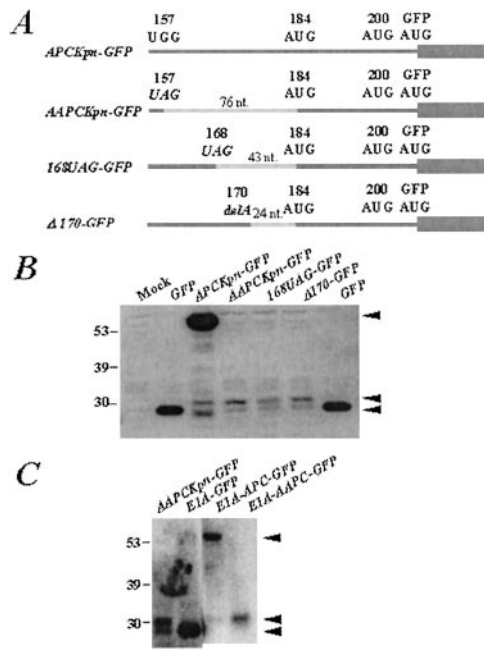 A
157 184 200 GFP
UGG AUG AUG AUG
APCKpn-GFP
157 184 200 GFP
UAG 76 nt. AUG AUG AUG
AAPCKpn-GFP
168 184 200 GFP
UAG 43 nt. AUG AUG AUG
168UAG-GFP
170 184 200 GFP
delA 24 nt. AUG AUG AUG
Δ170-GFP
B
Mock GFP APCKpn-GFP AAPCKpn-GFP 168UAG-GFP Δ170-GFP GFP
53
39
30
C
AAPCKpn-GFP E1A-GFP E1A-APC-GFP E1A-AAPC-GFP
53
39
30